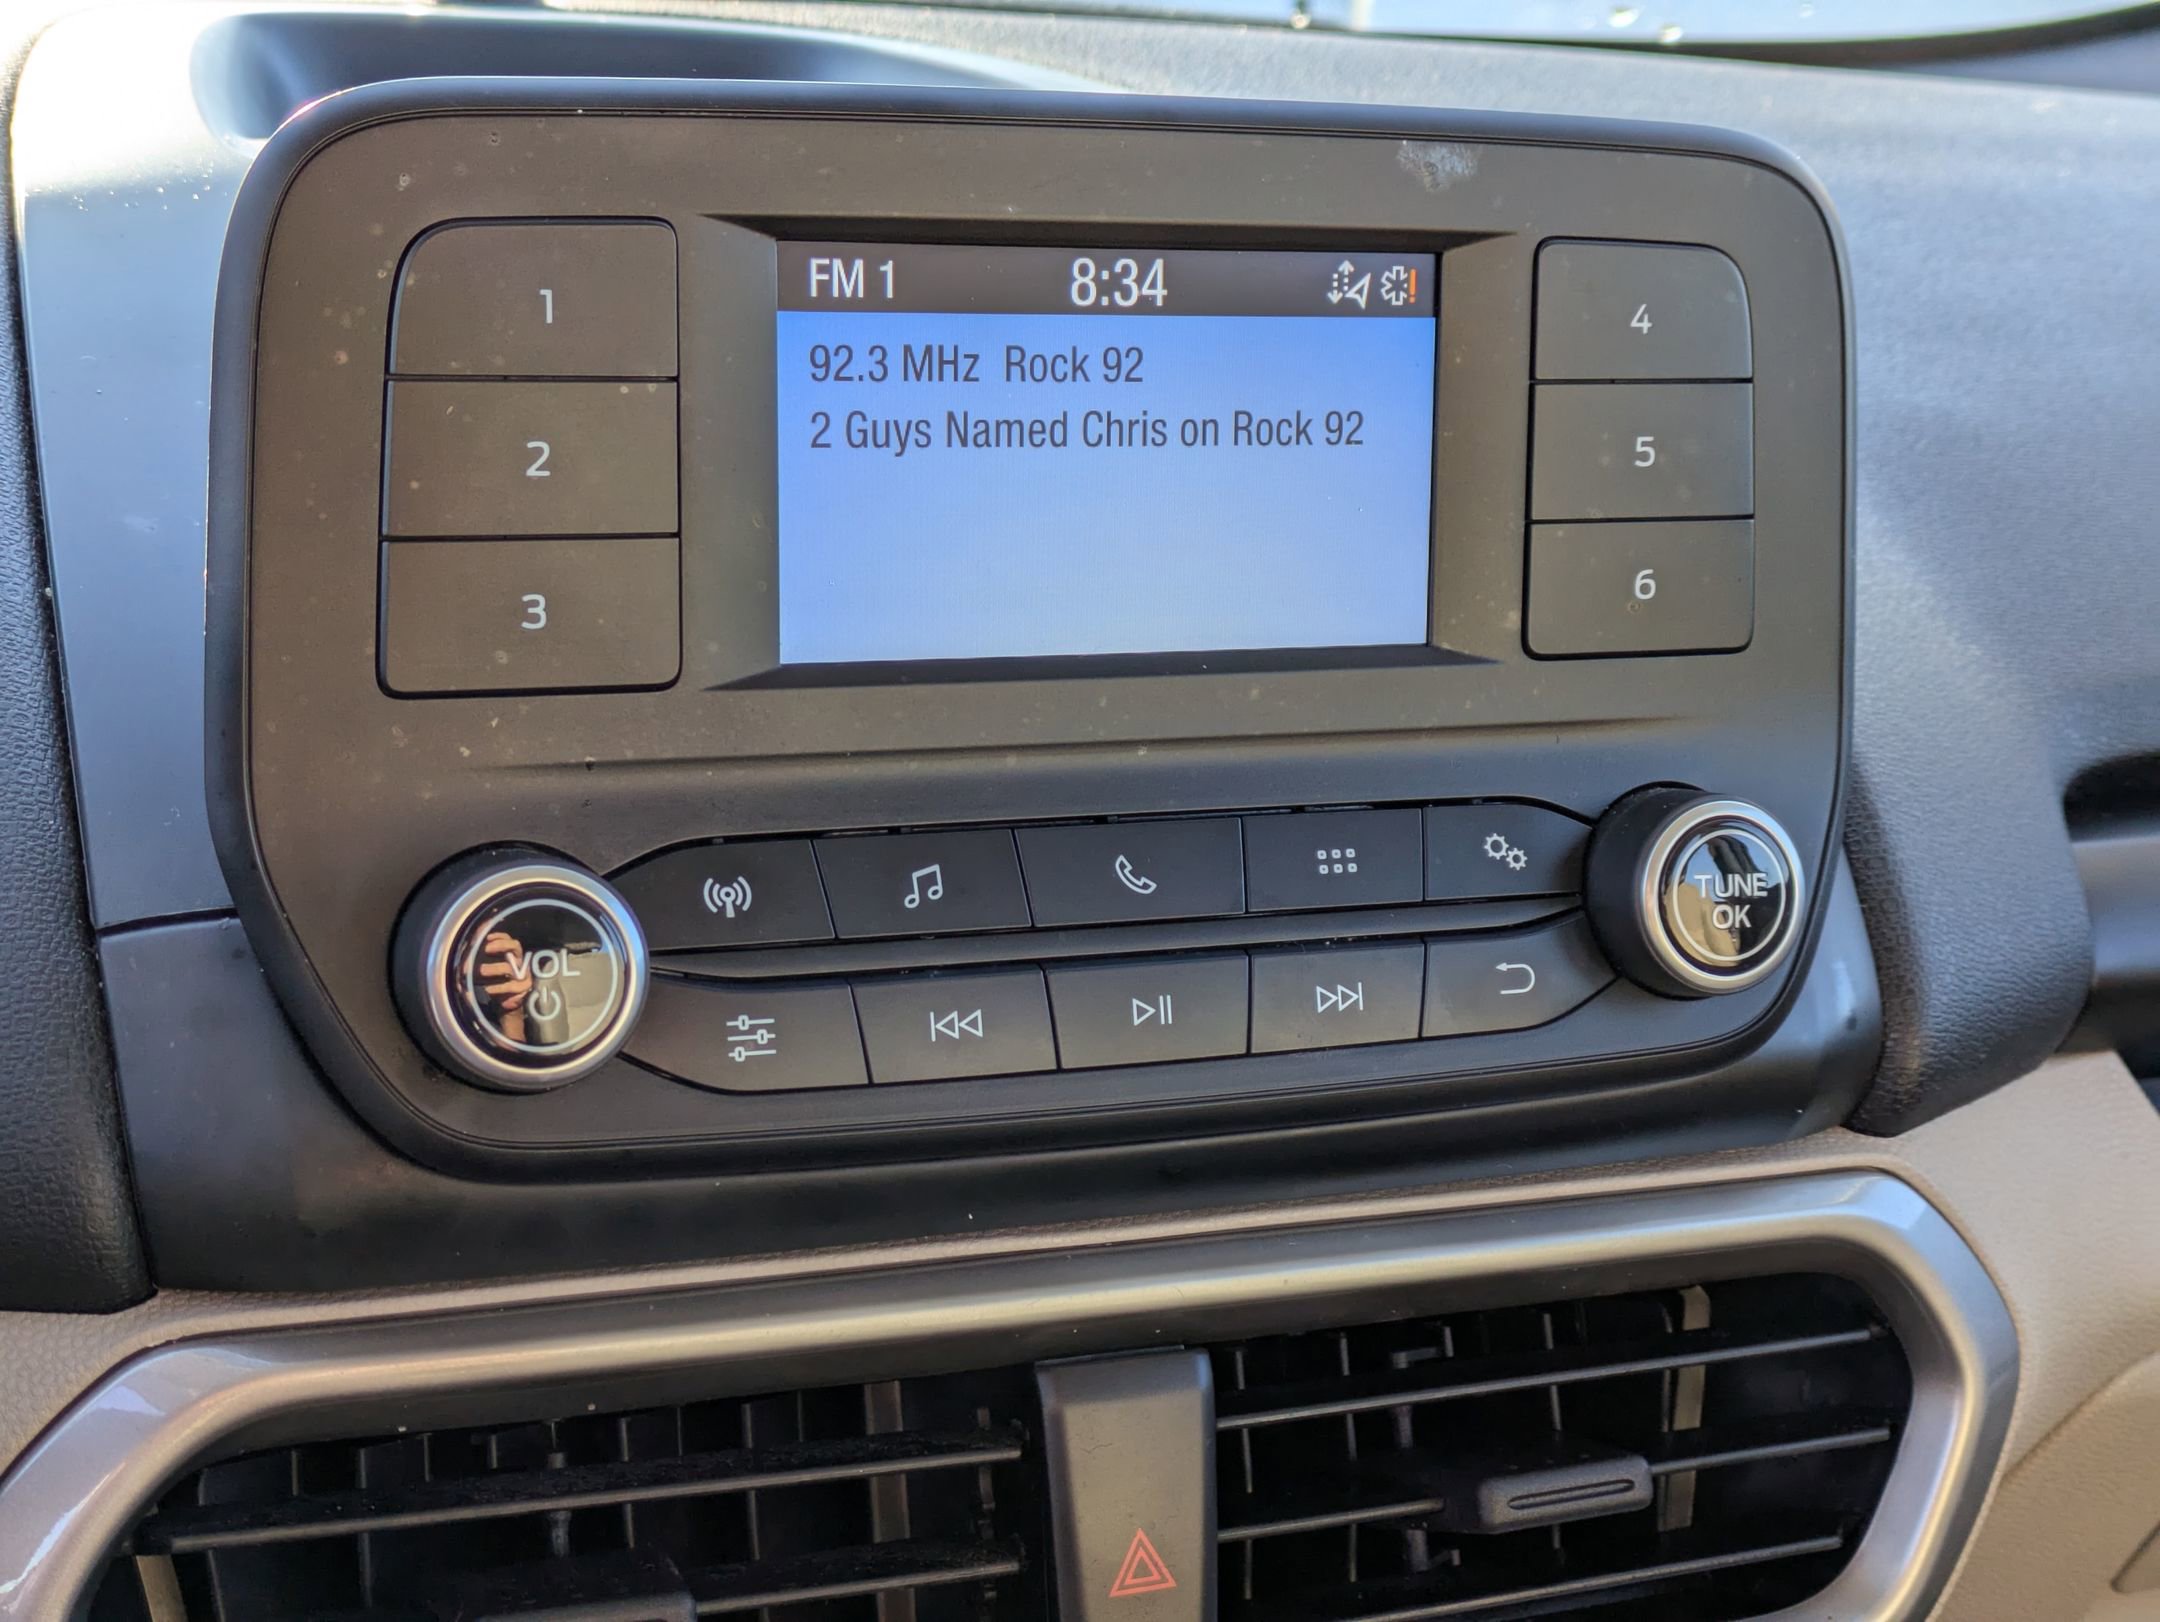 FM 1 8:34
92.3 MHz Rock 92
2 Guys Named Chris on Rock 92
1
2
3
4
5
6
VOL
TUNE
OK